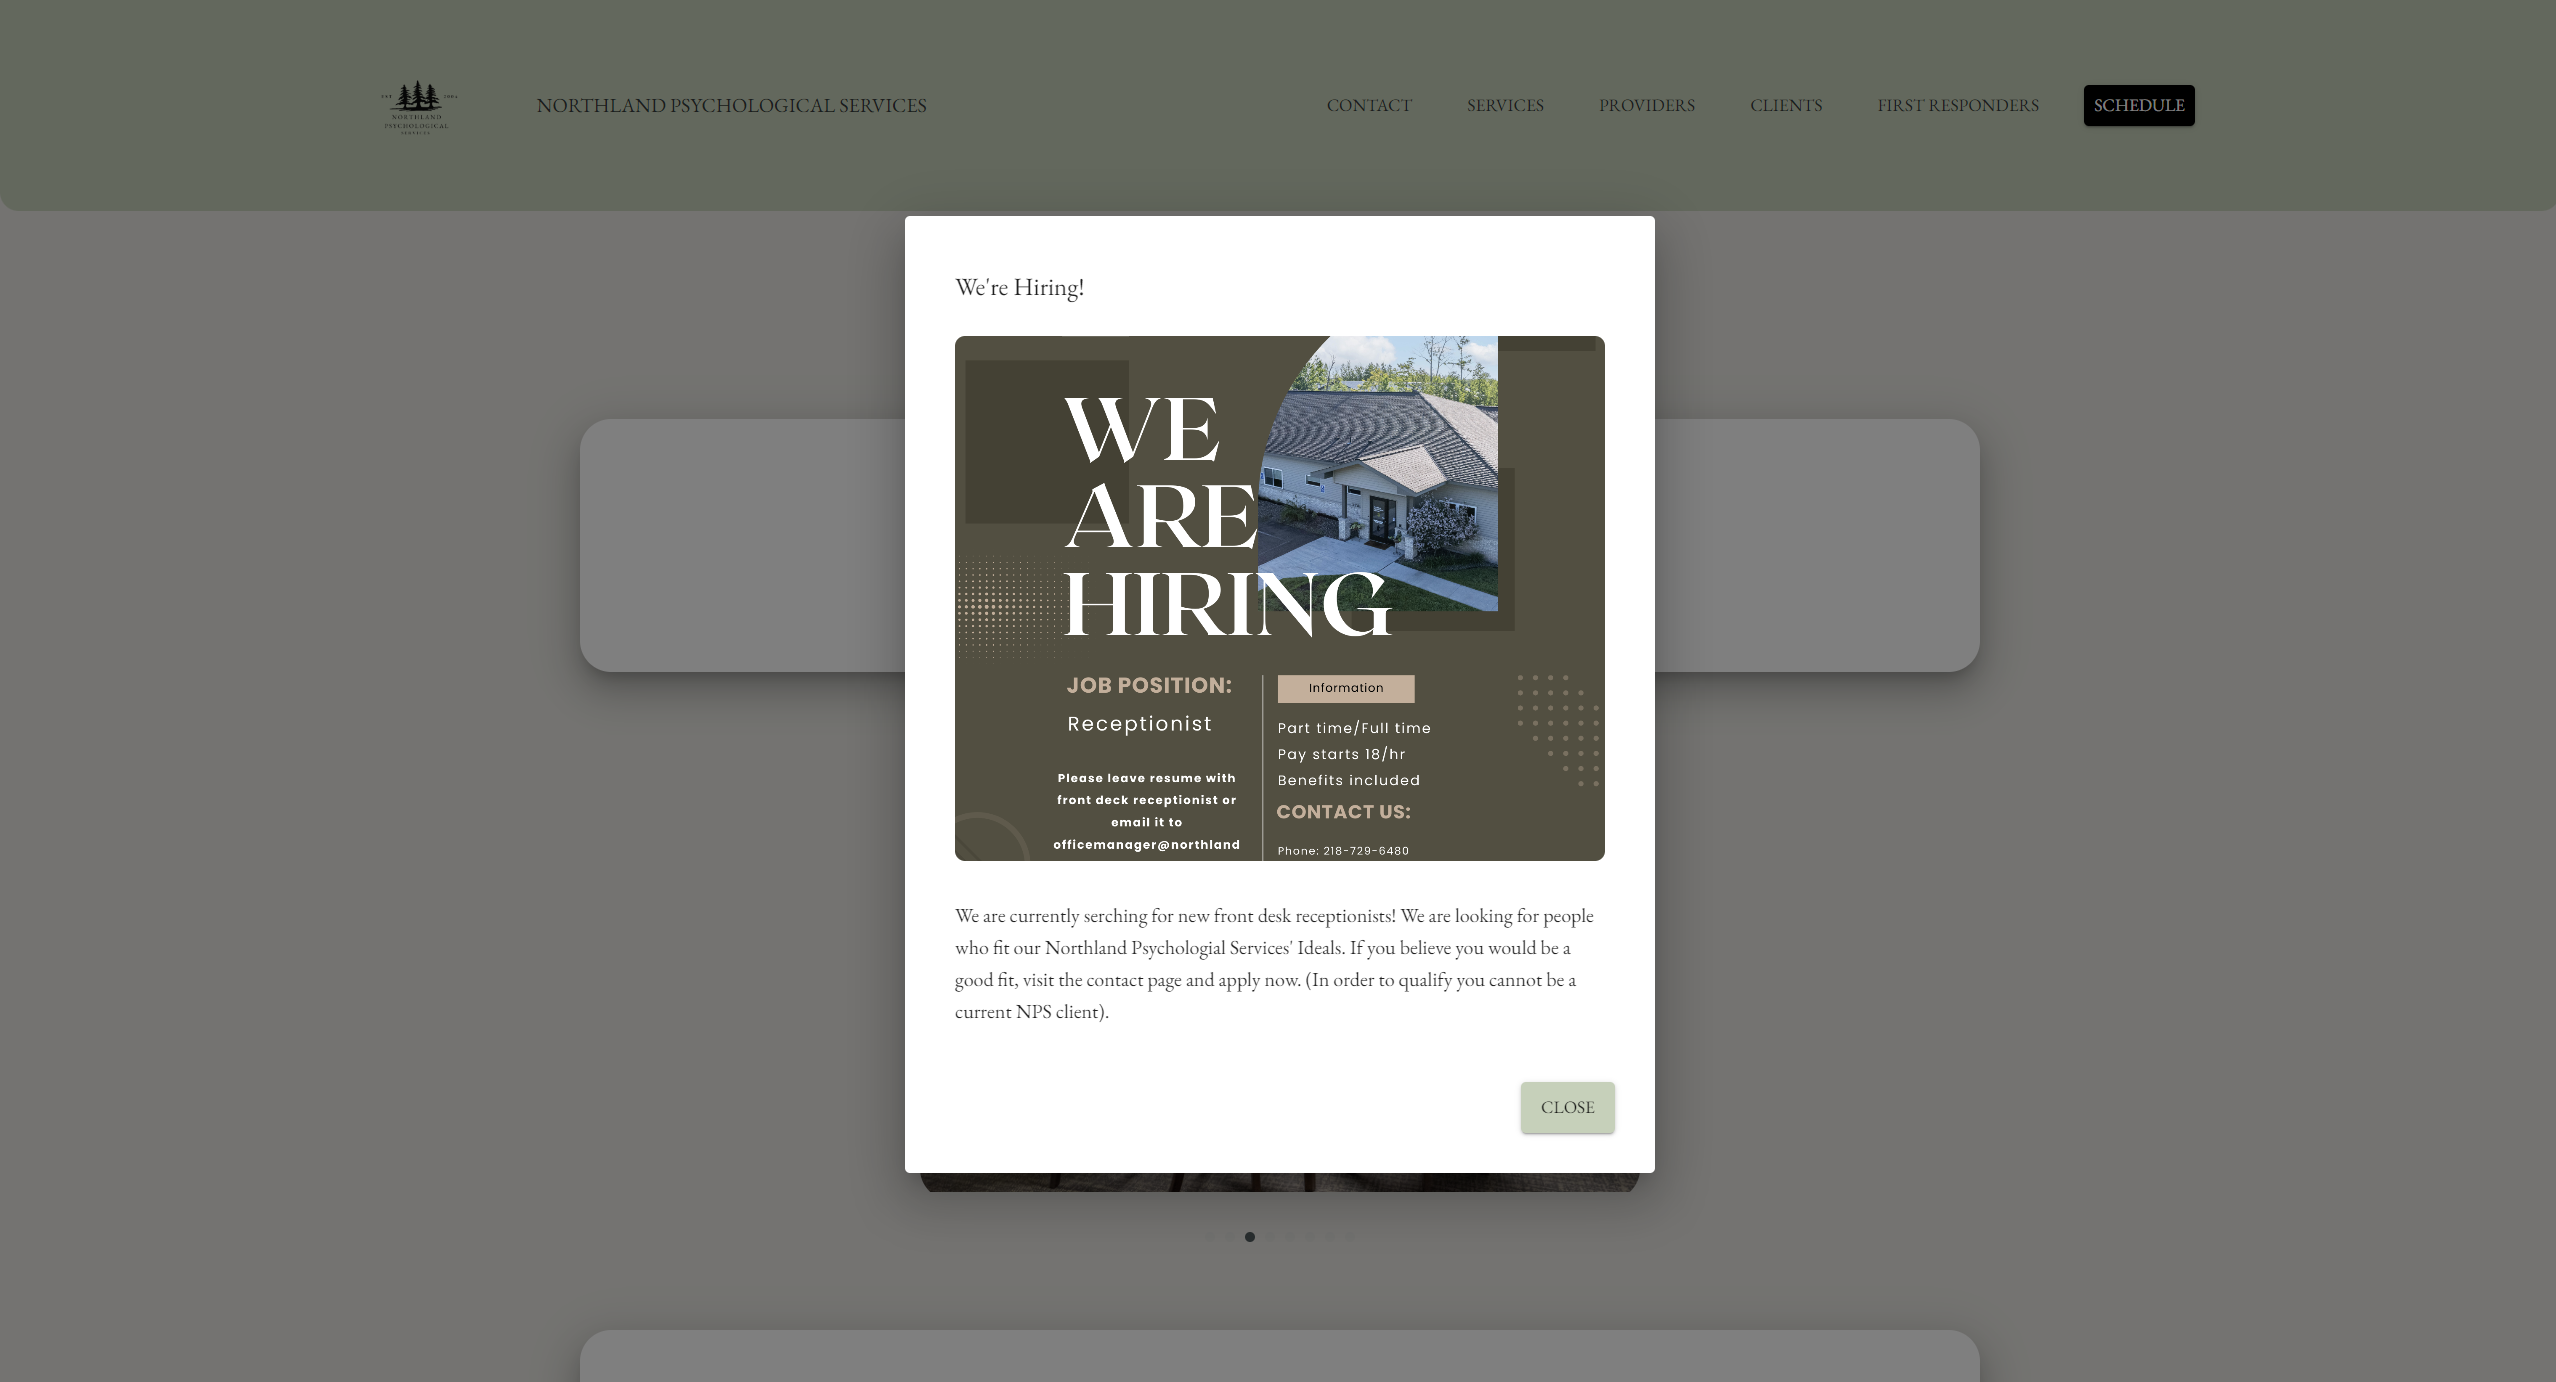 EST 2004
NORTHLAND
PSYCHOLOGICAL
SERVICES
NORTHLAND PSYCHOLOGICAL SERVICES
CONTACT
SERVICES
PROVIDERS
CLIENTS
FIRST RESPONDERS
SCHEDULE
We're Hiring!
WE
ARE
HIRING
JOB POSITION:
Receptionist
Please leave resume with
front deck receptionist or
email it to
officemanager@northland
Information
Part time/Full time
Pay starts 18/hr
Benefits included
CONTACT US:
Phone: 218-729-6480
We are currently serching for new front desk receptionists! We are looking for people
who fit our Northland Psychologial Services' Ideals. If you believe you would be a
good fit, visit the contact page and apply now. (In order to qualify you cannot be a
current NPS client).
CLOSE